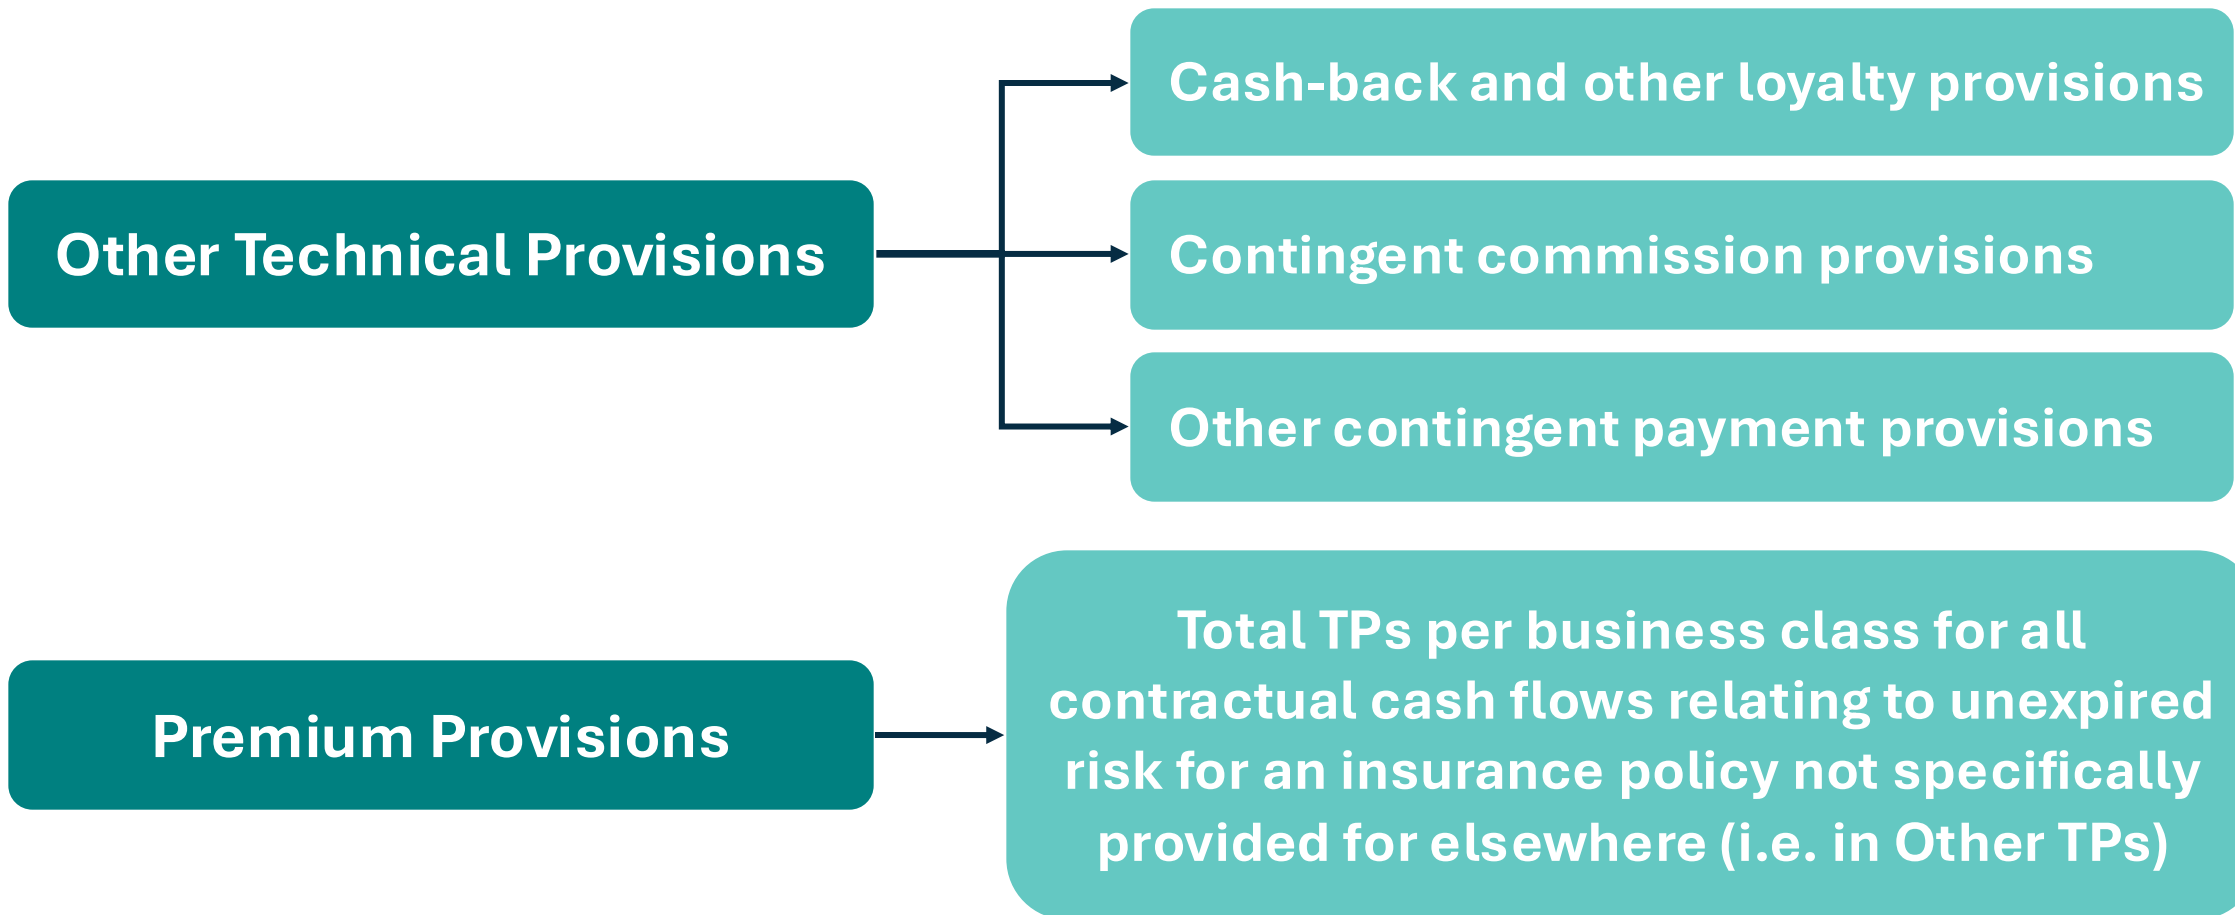 Cash-back and other loyalty provisions
Other Technical Provisions
Contingent commission provisions
Other contingent payment provisions
Premium Provisions
Total TPs per business class for all
contractual cash flows relating to unexpired
risk for an insurance policy not specifically
provided for elsewhere (i.e. in Other TPs)